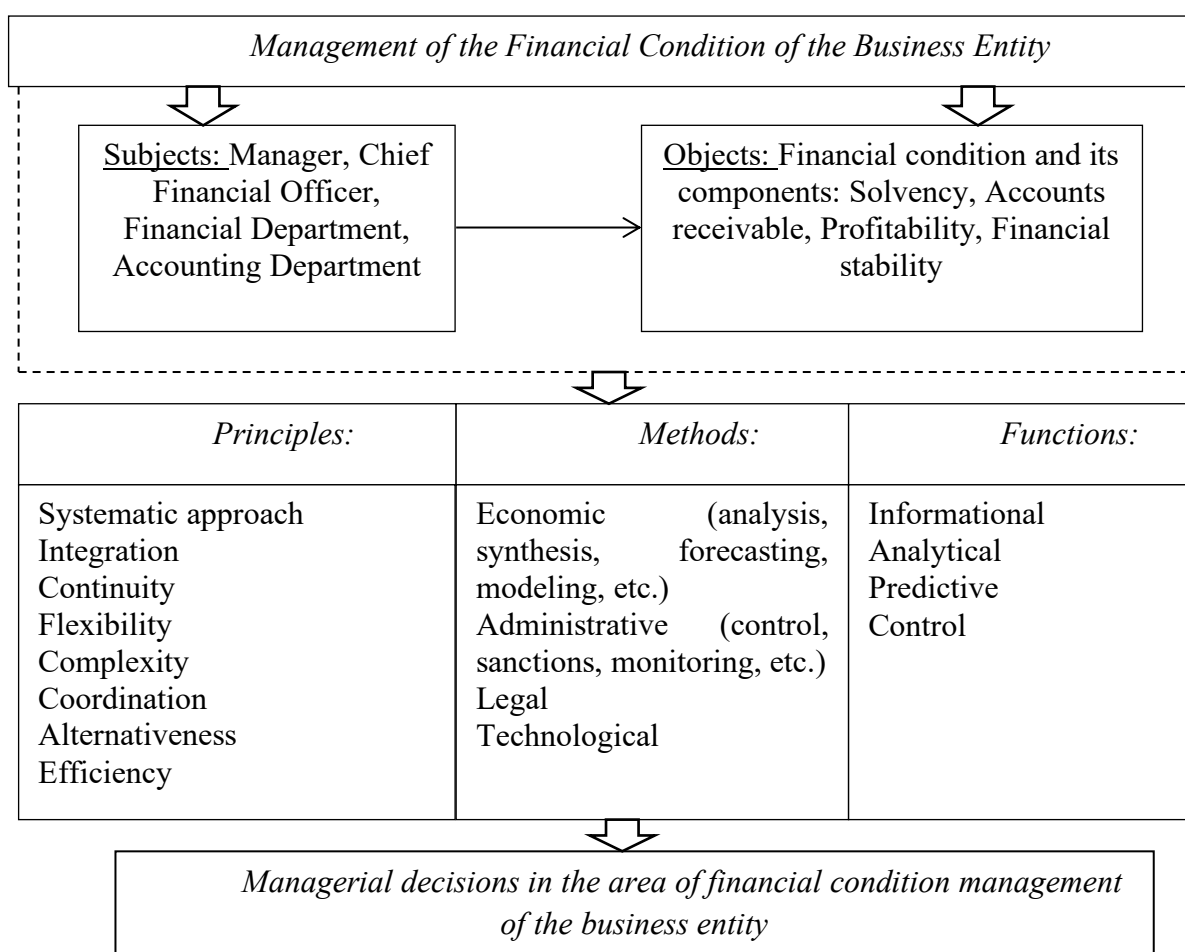 Management of the Financial Condition of the Business Entity
Subjects: Manager, Chief
Financial Officer,
Financial Department,
Accounting Department
Objects: Financial condition and its
components: Solvency, Accounts
receivable, Profitability, Financial
stability
Principles:
Methods:
Functions:
Systematic approach
Integration
Continuity
Flexibility
Complexity
Coordination
Alternativeness
Efficiency
Economic (analysis,
synthesis, forecasting,
modeling, etc.)
Administrative (control,
sanctions, monitoring, etc.)
Legal
Technological
Informational
Analytical
Predictive
Control
Managerial decisions in the area of financial condition management
of the business entity